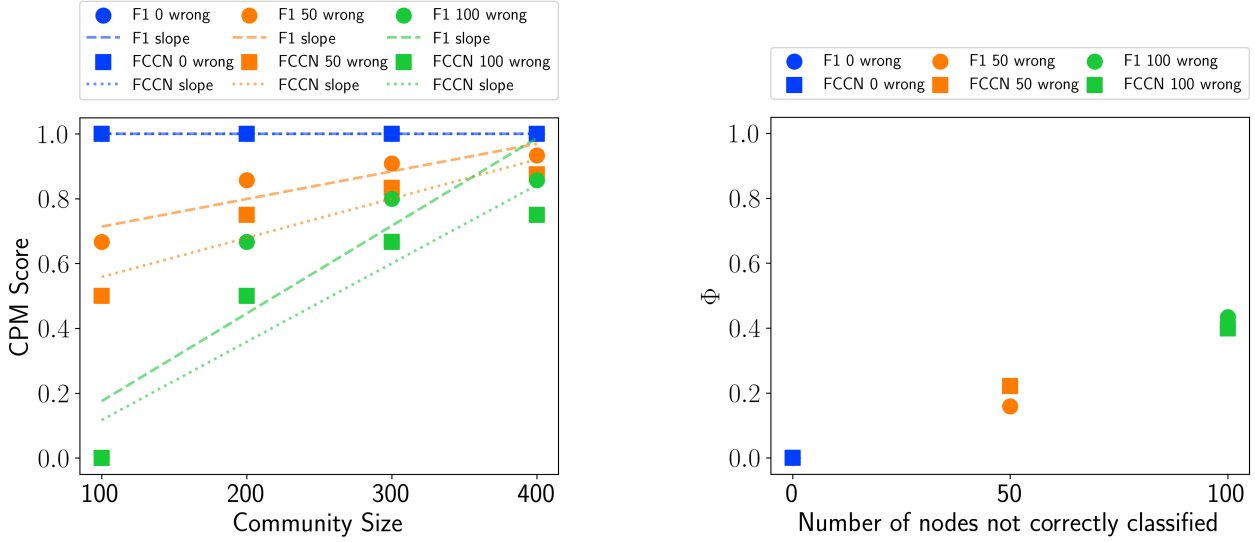 F1 0 wrong F1 50 wrong F1 100 wrong
F1 slope F1 slope F1 slope
FCCN 0 wrong FCCN 50 wrong FCCN 100 wrong
FCCN slope FCCN slope FCCN slope
1.0
0.8
0.6
0.4
0.2
0.0
CPM Score
100 200 300 400
Community Size
F1 0 wrong F1 50 wrong F1 100 wrong
FCCN 0 wrong FCCN 50 wrong FCCN 100 wrong
1.0
0.8
0.6
0.4
0.2
0.0
Φ
0 50 100
Number of nodes not correctly classified